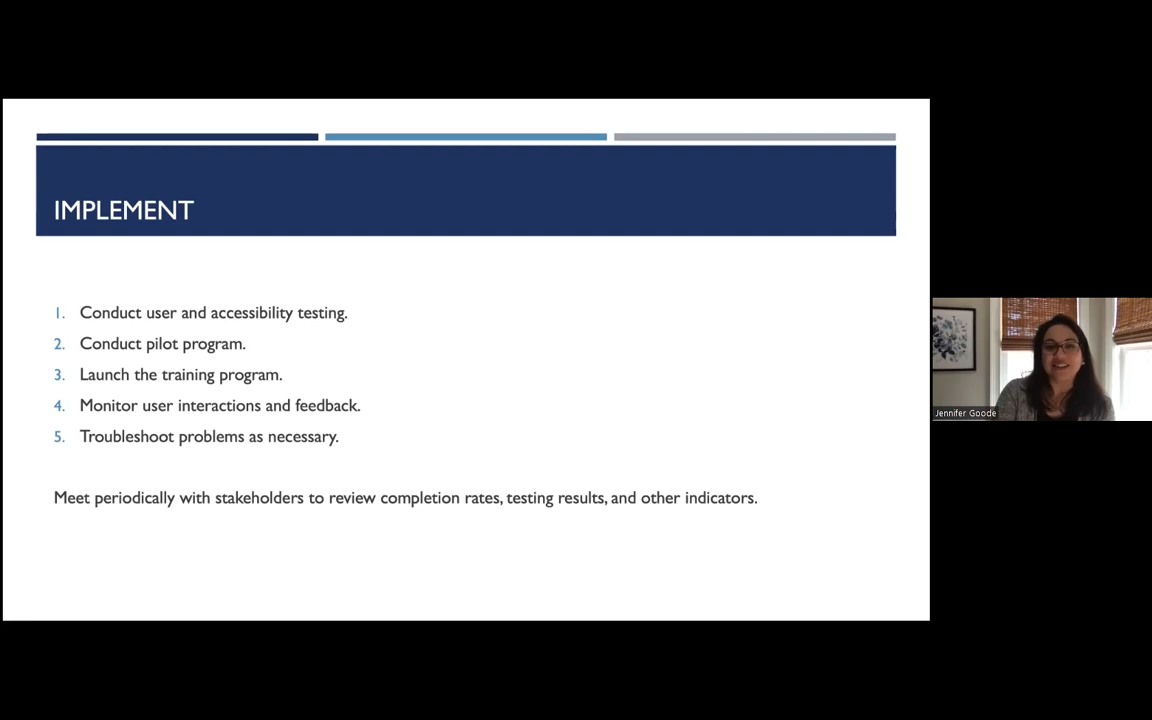 IMPLEMENT
1. Conduct user and accessibility testing.
2. Conduct pilot program.
3. Launch the training program.
4. Monitor user interactions and feedback.
5. Troubleshoot problems as necessary.
Meet periodically with stakeholders to review completion rates, testing results, and other indicators.
Jennifer Goode